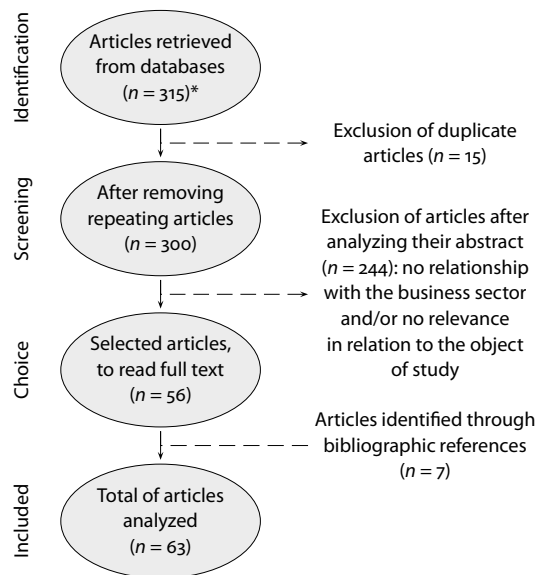 Identification
Articles retrieved
from databases
(n = 315)*
Exclusion of duplicate
articles (n = 15)
Screening
After removing
repeating articles
(n = 300)
Exclusion of articles after
analyzing their abstract
(n = 244): no relationship
with the business sector
and/or no relevance
in relation to the object
of study
Choice
Selected articles,
to read full text
(n = 56)
Articles identified through
bibliographic references
(n = 7)
Included
Total of articles
analyzed
(n = 63)